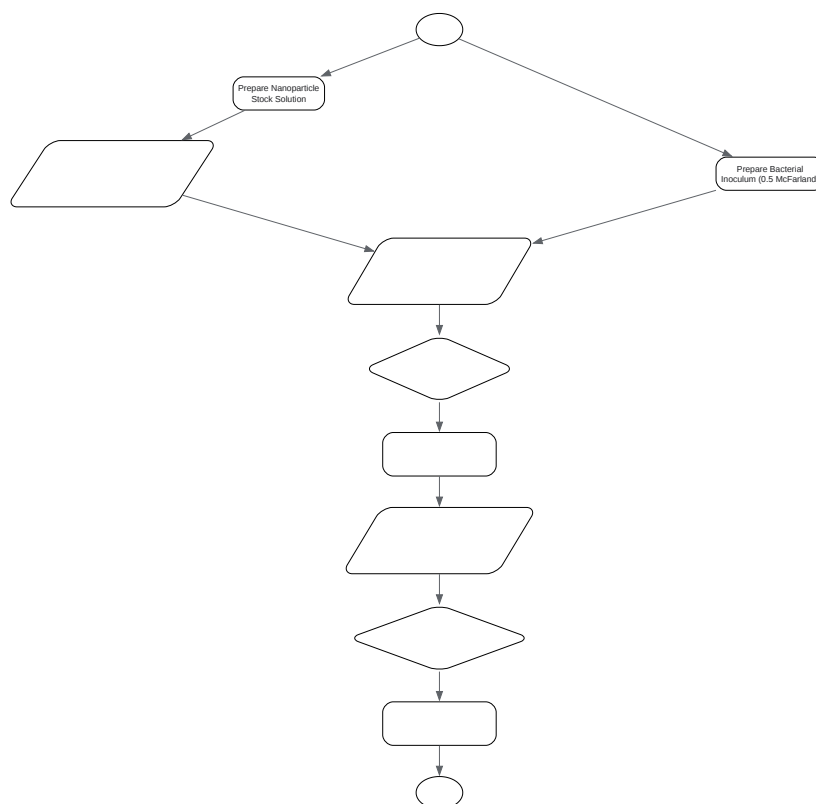 Prepare Nanoparticle
Stock Solution
Prepare Bacterial
Inoculum (0.5 McFarland